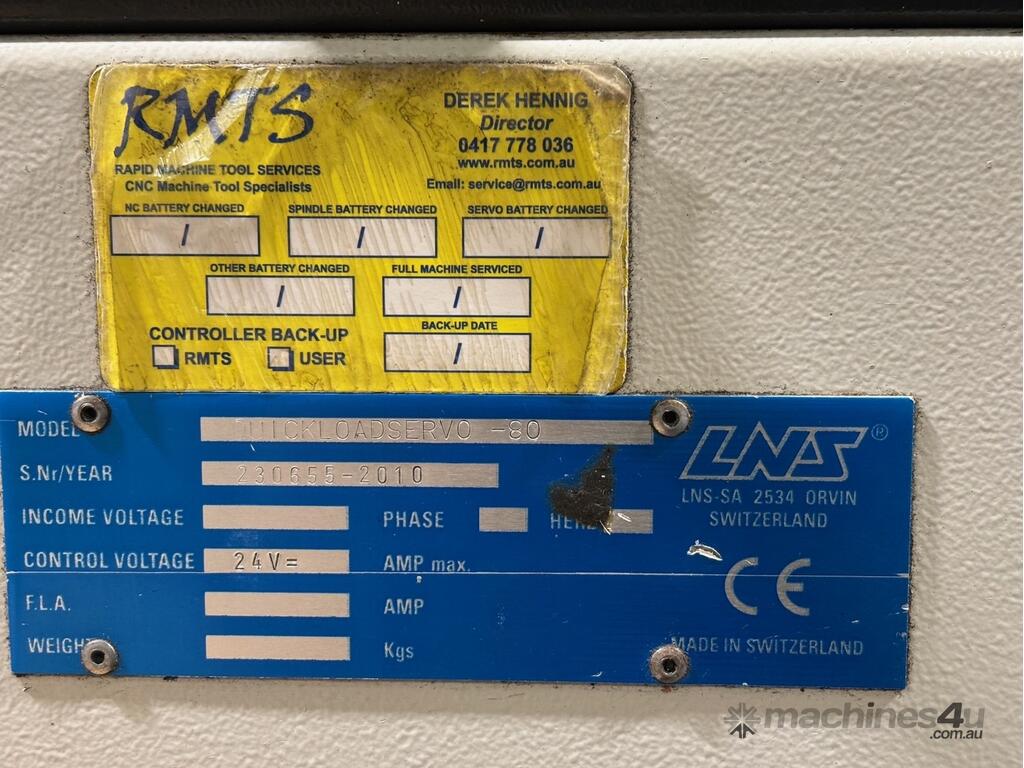 RMTS
RAPID MACHINE TOOL SERVICES
CNC Machine Tool Specialists
DEREK HENNIG
Director
0417 778 036
www.rmts.com.au
Email: service@rmts.com.au
NC BATTERY CHANGED SPINDLE BATTERY CHANGED SERVO BATTERY CHANGED
/ / /
OTHER BATTERY CHANGED FULL MACHINE SERVICED
/ /
CONTROLLER BACK-UP BACK-UP DATE
RMTS USER /
MODEL QUICKLOADSERVO -80
S.Nr/YEAR 230655-2010
INCOME VOLTAGE PHASE HERZ
CONTROL VOLTAGE 24V= AMP max.
F.L.A. AMP
WEIGHT Kgs
LNS®
LNS-SA 2534 ORVIN
SWITZERLAND
CE
MADE IN SWITZERLAND
machines4u
.com.au